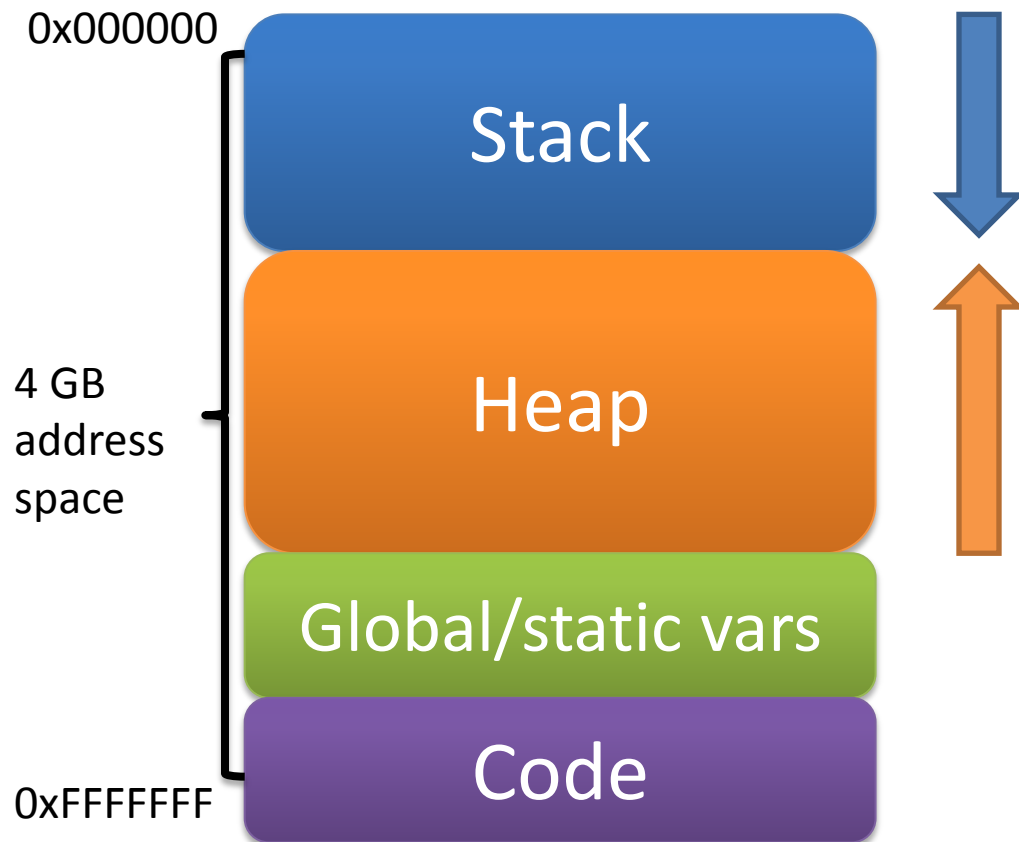 0x000000
Stack
Heap
4 GB
address
space
Global/static vars
Code
0xFFFFFFF